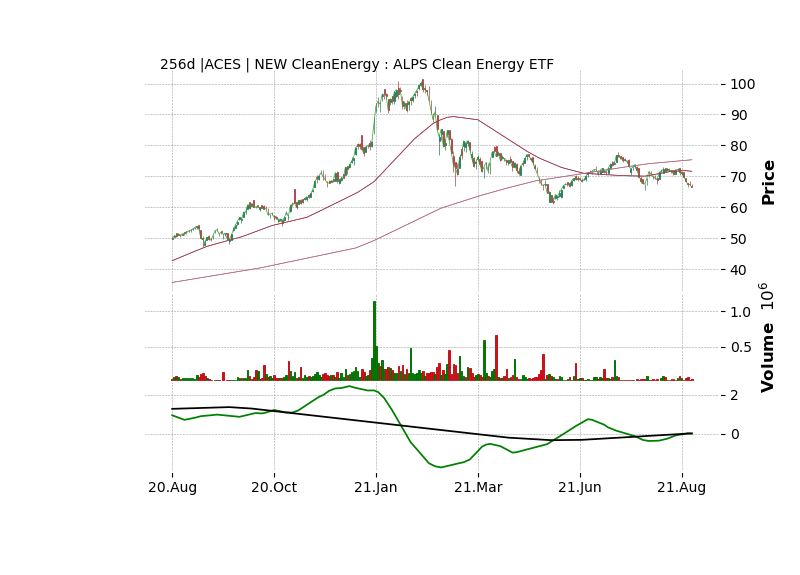 256d |ACES | NEW CleanEnergy : ALPS Clean Energy ETF
100
90
80
70
60
50
40
Price
1.0
0.5
Volume 10^6
2
0
20.Aug 20.Oct 21.Jan 21.Mar 21.Jun 21.Aug